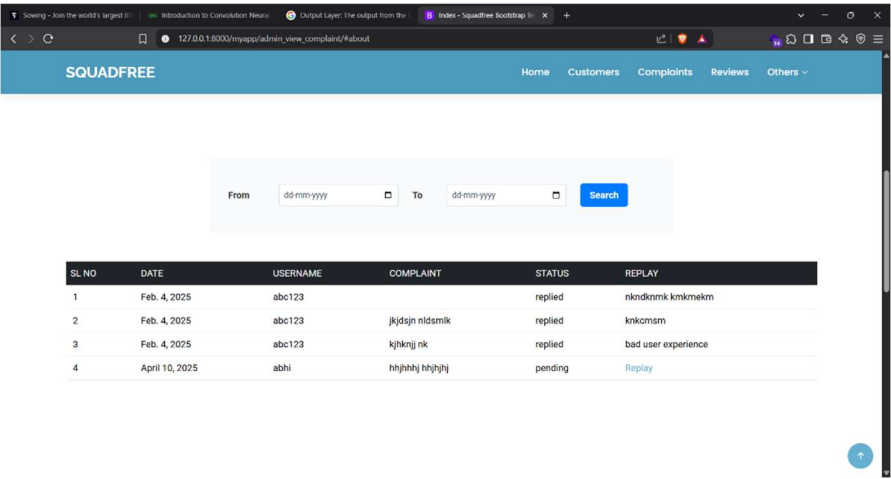 Sowing - Join the world's largest
Introduction to Convolution Neural
Output Layer: The output from the
Index - Squadfree Bootstrap
127.0.0.1:8000/myapp/admin_view_complaint/#about
SQUADFREE
Home Customers Complaints Reviews Others
From dd-mm-yyyy To dd-mm-yyyy Search
SL NO DATE USERNAME COMPLAINT STATUS REPLAY
1 Feb. 4, 2025 abc123 replied nkndknmk kmkmekm
2 Feb. 4, 2025 abc123 jkjdsjn nldsmlk replied knkcmsm
3 Feb. 4, 2025 abc123 kjhknjj nk replied bad user experience
4 April 10, 2025 abhi hhjhhhj hhjhjhj pending Replay